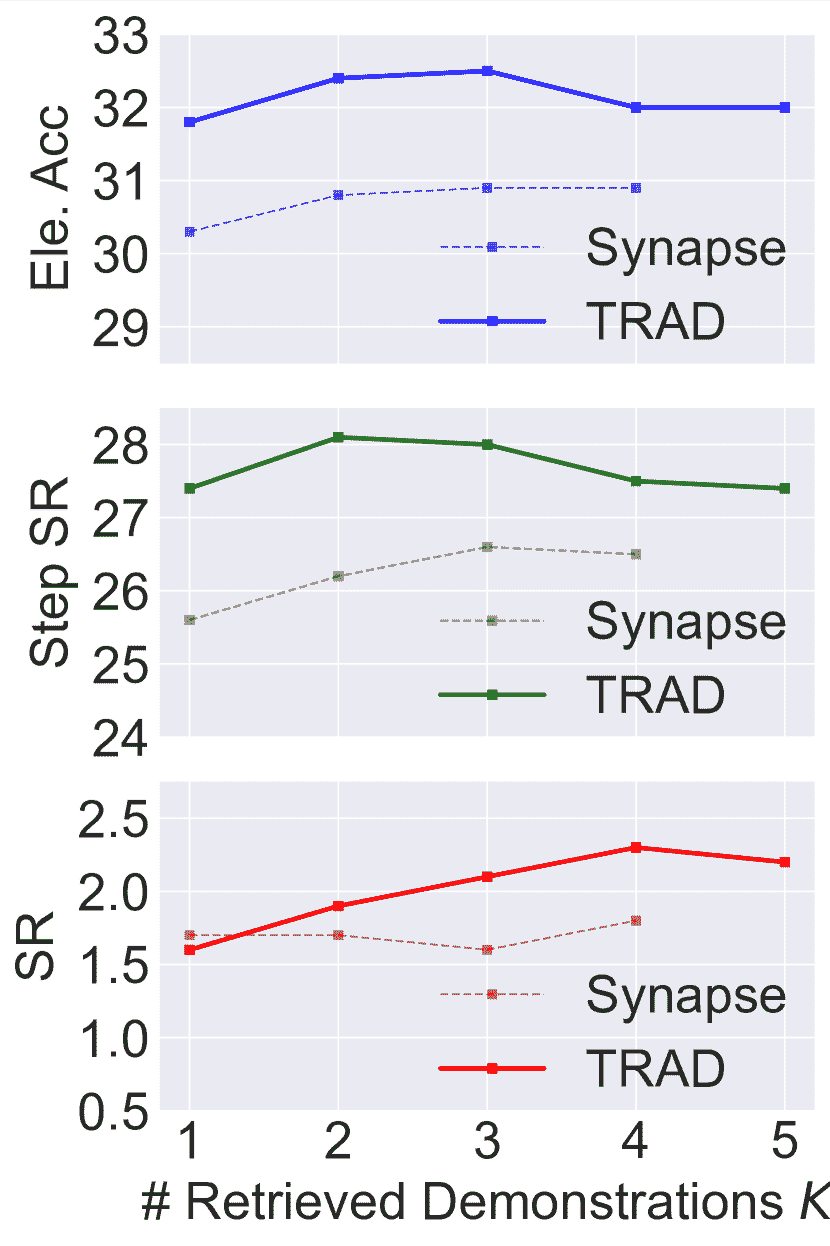 33
32
31
30
29
Ele. Acc
Synapse
TRAD
28
27
26
25
24
Step SR
Synapse
TRAD
2.5
2.0
1.5
1.0
0.5
SR
Synapse
TRAD
1 2 3 4 5
# Retrieved Demonstrations K